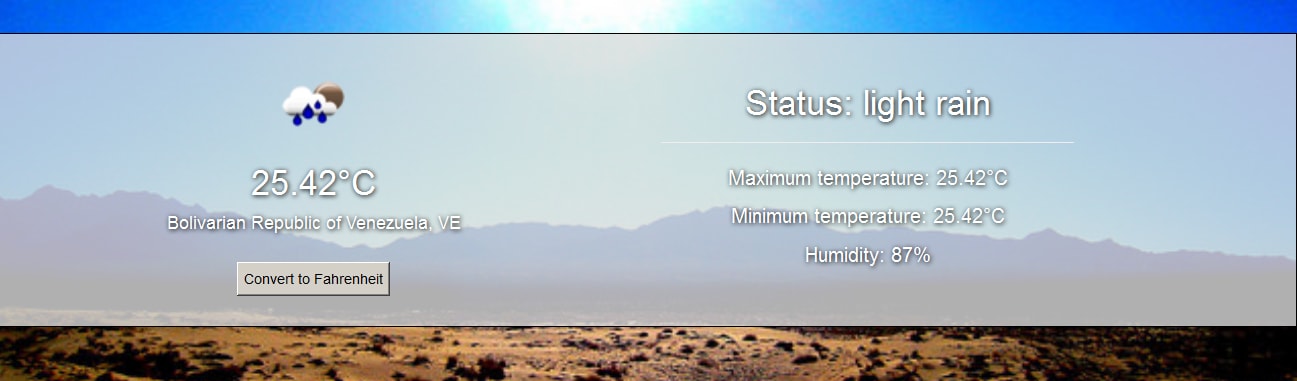 25.42°C
Bolivarian Republic of Venezuela, VE
Convert to Fahrenheit
Status: light rain
Maximum temperature: 25.42°C
Minimum temperature: 25.42°C
Humidity: 87%